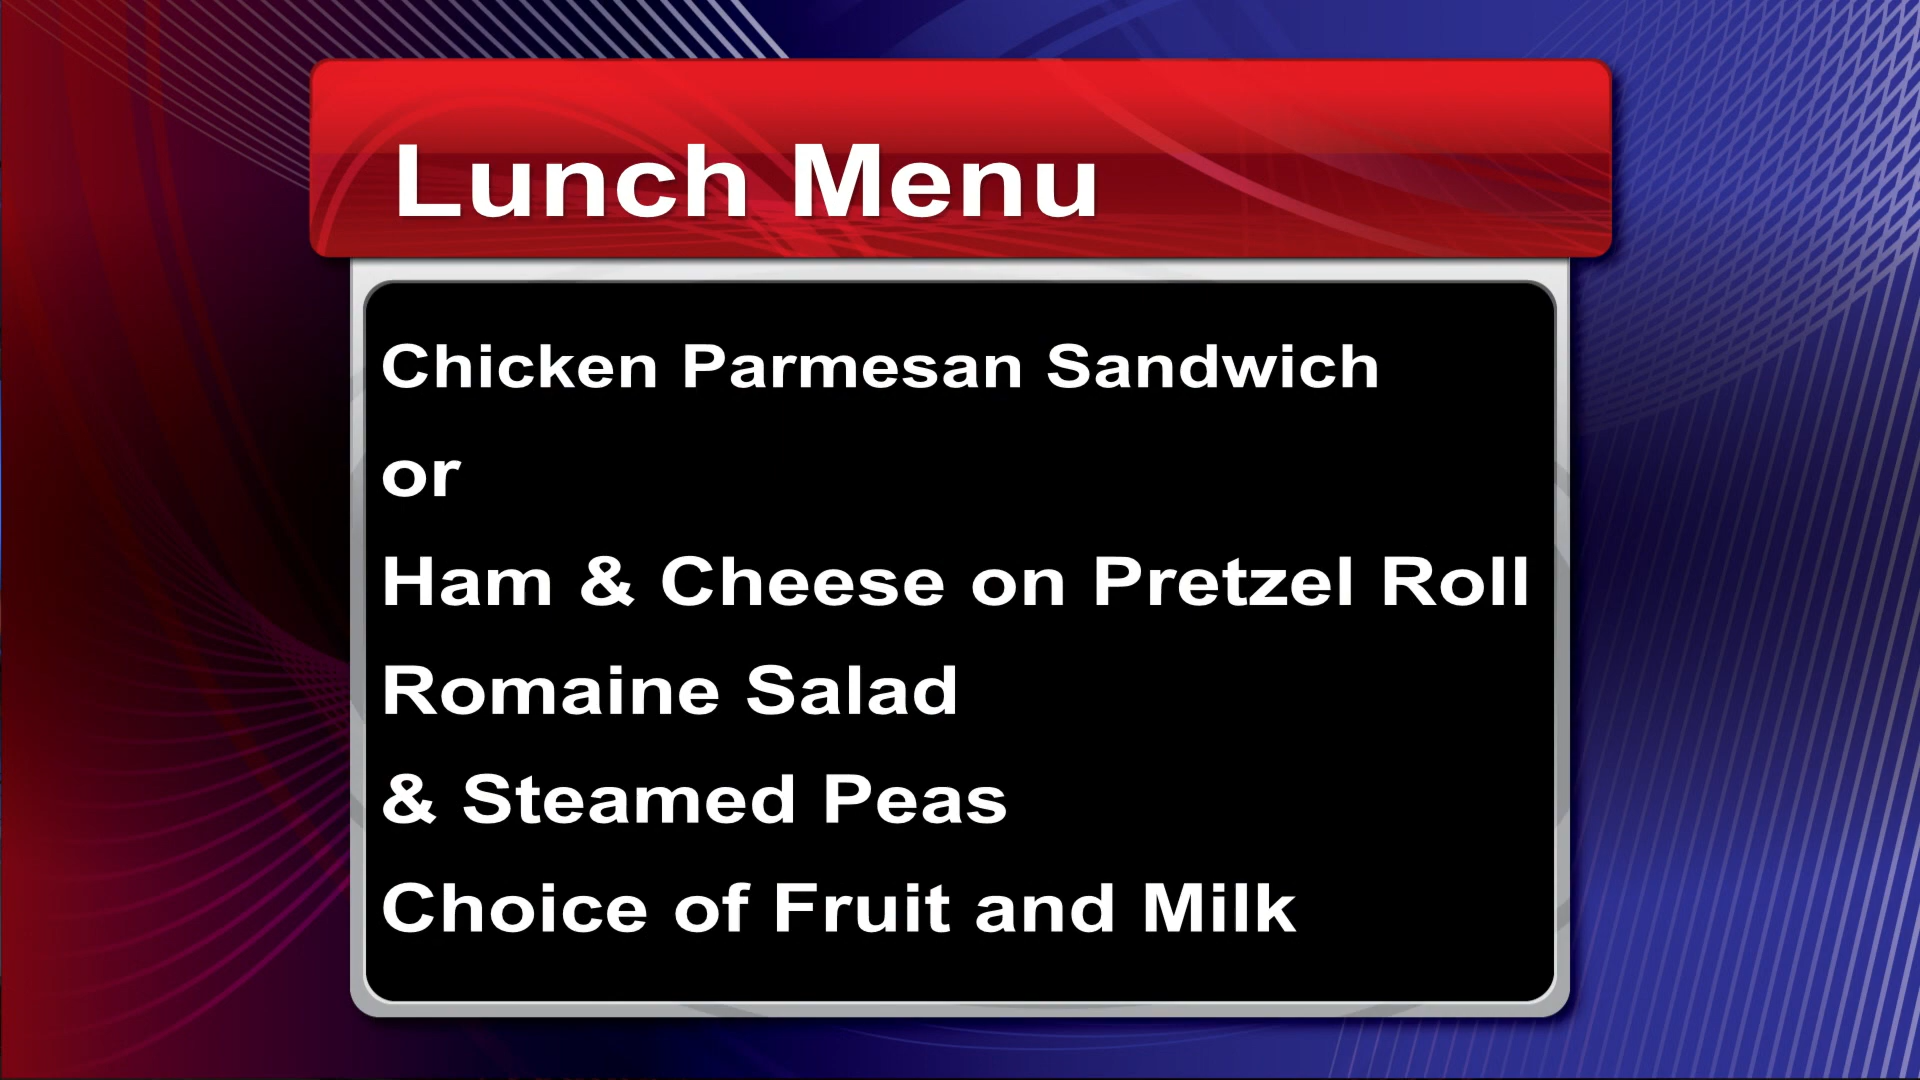 Lunch Menu
Chicken Parmesan Sandwich
or
Ham & Cheese on Pretzel Roll
Romaine Salad
& Steamed Peas
Choice of Fruit and Milk